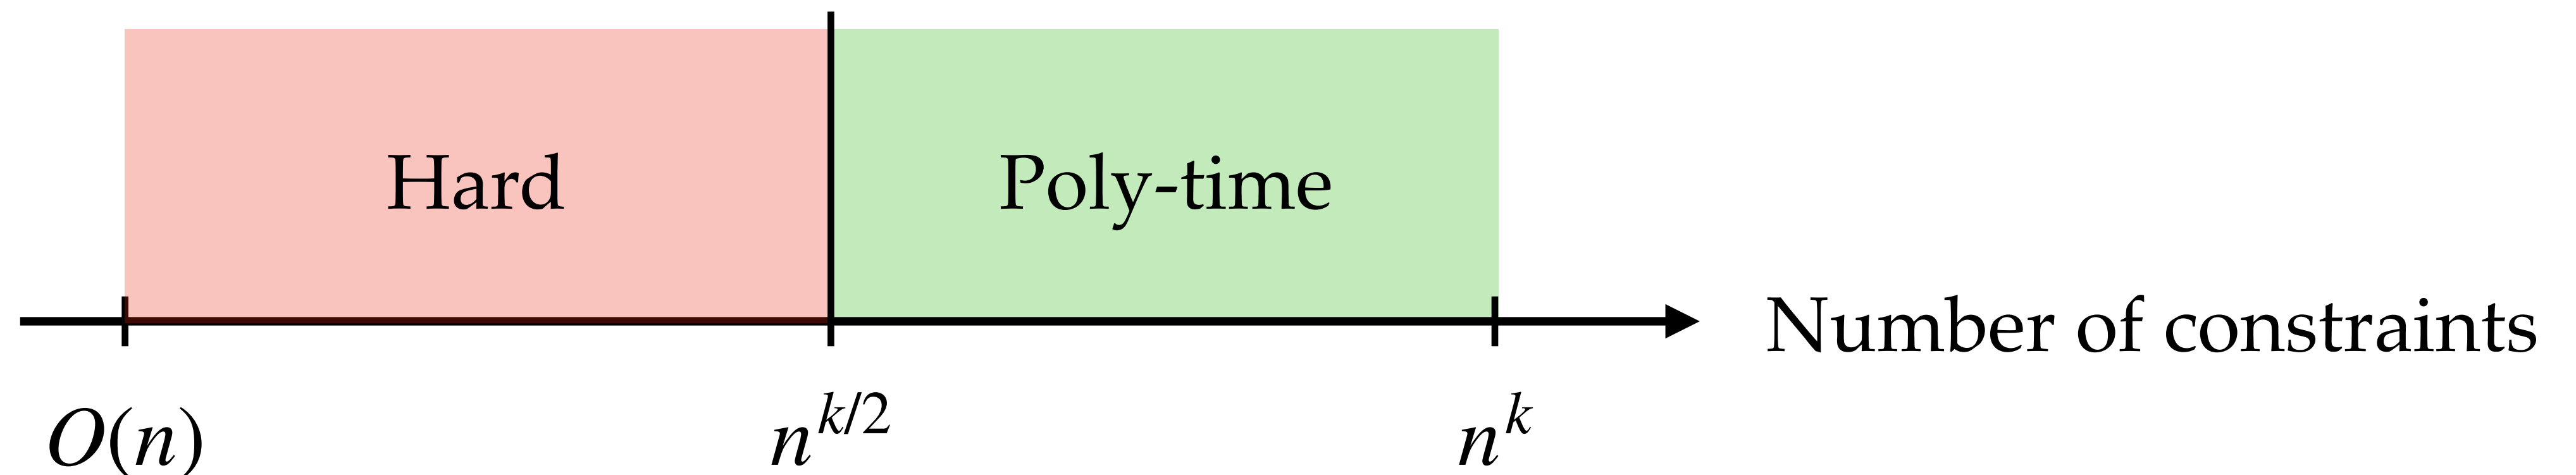 Hard
Poly-time
Number of constraints
O(n)
n^{k/2}
n^k